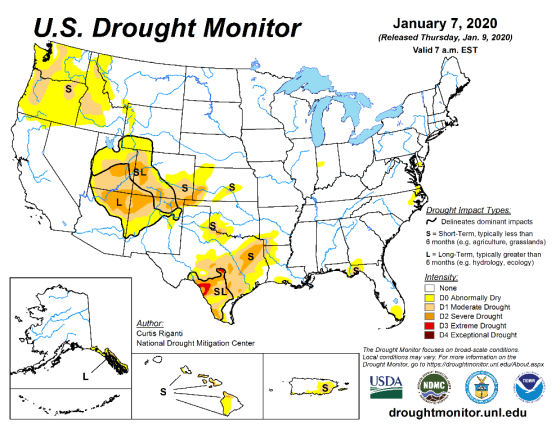 U.S. Drought Monitor
January 7, 2020
(Released Thursday, Jan. 9, 2020)
Valid 7 a.m. EST
S
SL
L
S
S
S
S
SL
S
Drought Impact Types:
Delineates dominant impacts
S = Short-Term, typically less than
6 months (e.g. agriculture, grasslands)
L = Long-Term, typically greater than
6 months (e.g. hydrology, ecology)
Intensity:
None
D0 Abnormally Dry
D1 Moderate Drought
D2 Severe Drought
D3 Extreme Drought
D4 Exceptional Drought
L
Author:
Curtis Riganti
National Drought Mitigation Center
S
S
The Drought Monitor focuses on broad-scale conditions.
Local conditions may vary. For more information on the
Drought Monitor, go to https://droughtmonitor.unl.edu/About.aspx
USDA
NDMC
NOAA
droughtmonitor.unl.edu